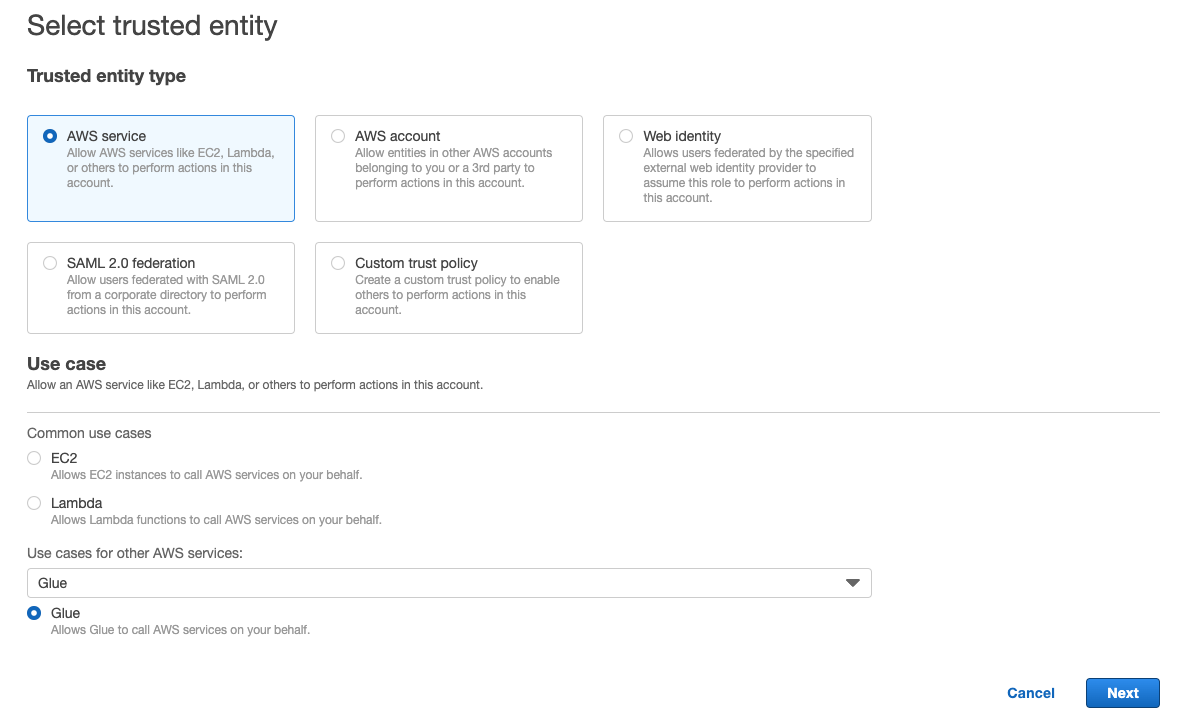 Select trusted entity
Trusted entity type
AWS service
Allow AWS services like EC2, Lambda,
or others to perform actions in this
account.
AWS account
Allow entities in other AWS accounts
belonging to you or a 3rd party to
perform actions in this account.
Web identity
Allows users federated by the specified
external web identity provider to
assume this role to perform actions in
this account.
SAML 2.0 federation
Allow users federated with SAML 2.0
from a corporate directory to perform
actions in this account.
Custom trust policy
Create a custom trust policy to enable
others to perform actions in this
account.
Use case
Allow an AWS service like EC2, Lambda, or others to perform actions in this account.
Common use cases
EC2
Allows EC2 instances to call AWS services on your behalf.
Lambda
Allows Lambda functions to call AWS services on your behalf.
Use cases for other AWS services:
Glue
Glue
Allows Glue to call AWS services on your behalf.
Cancel
Next